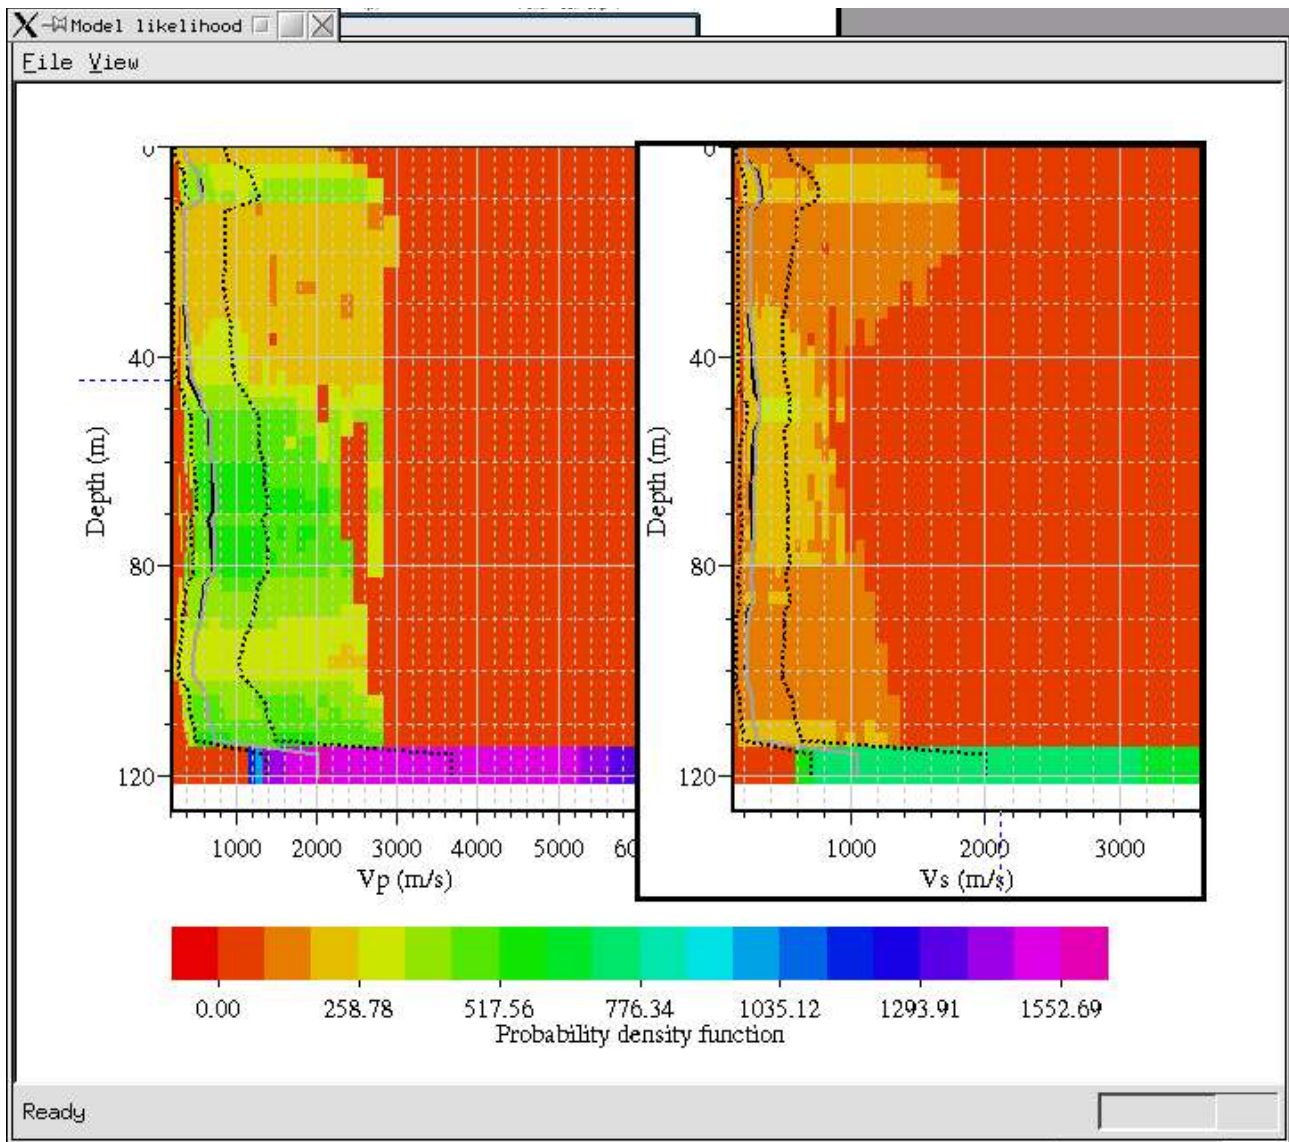 Model likelihood
File View
0
40
80
120
Depth (m)
1000 2000 3000 4000 5000 60
Vp (m/s)
0
40
80
120
Depth (m)
1000 2000 3000
Vs (m/s)
0.00 258.78 517.56 776.34 1035.12 1293.91 1552.69
Probability density function
Ready